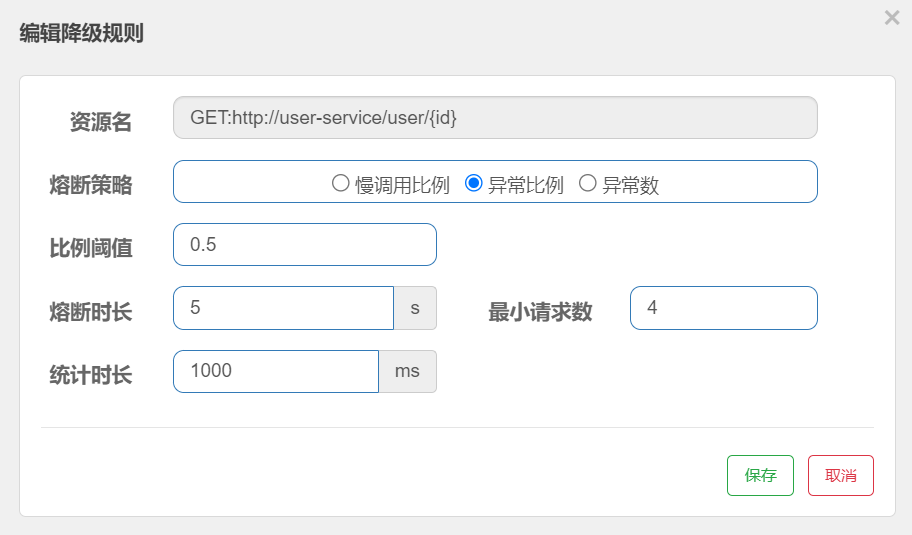 编辑降级规则
×
资源名 GET:http://user-service/user/{id}
熔断策略 慢调用比例 异常比例 异常数
比例阈值 0.5
熔断时长 5 s 最小请求数 4
统计时长 1000 ms
保存 取消